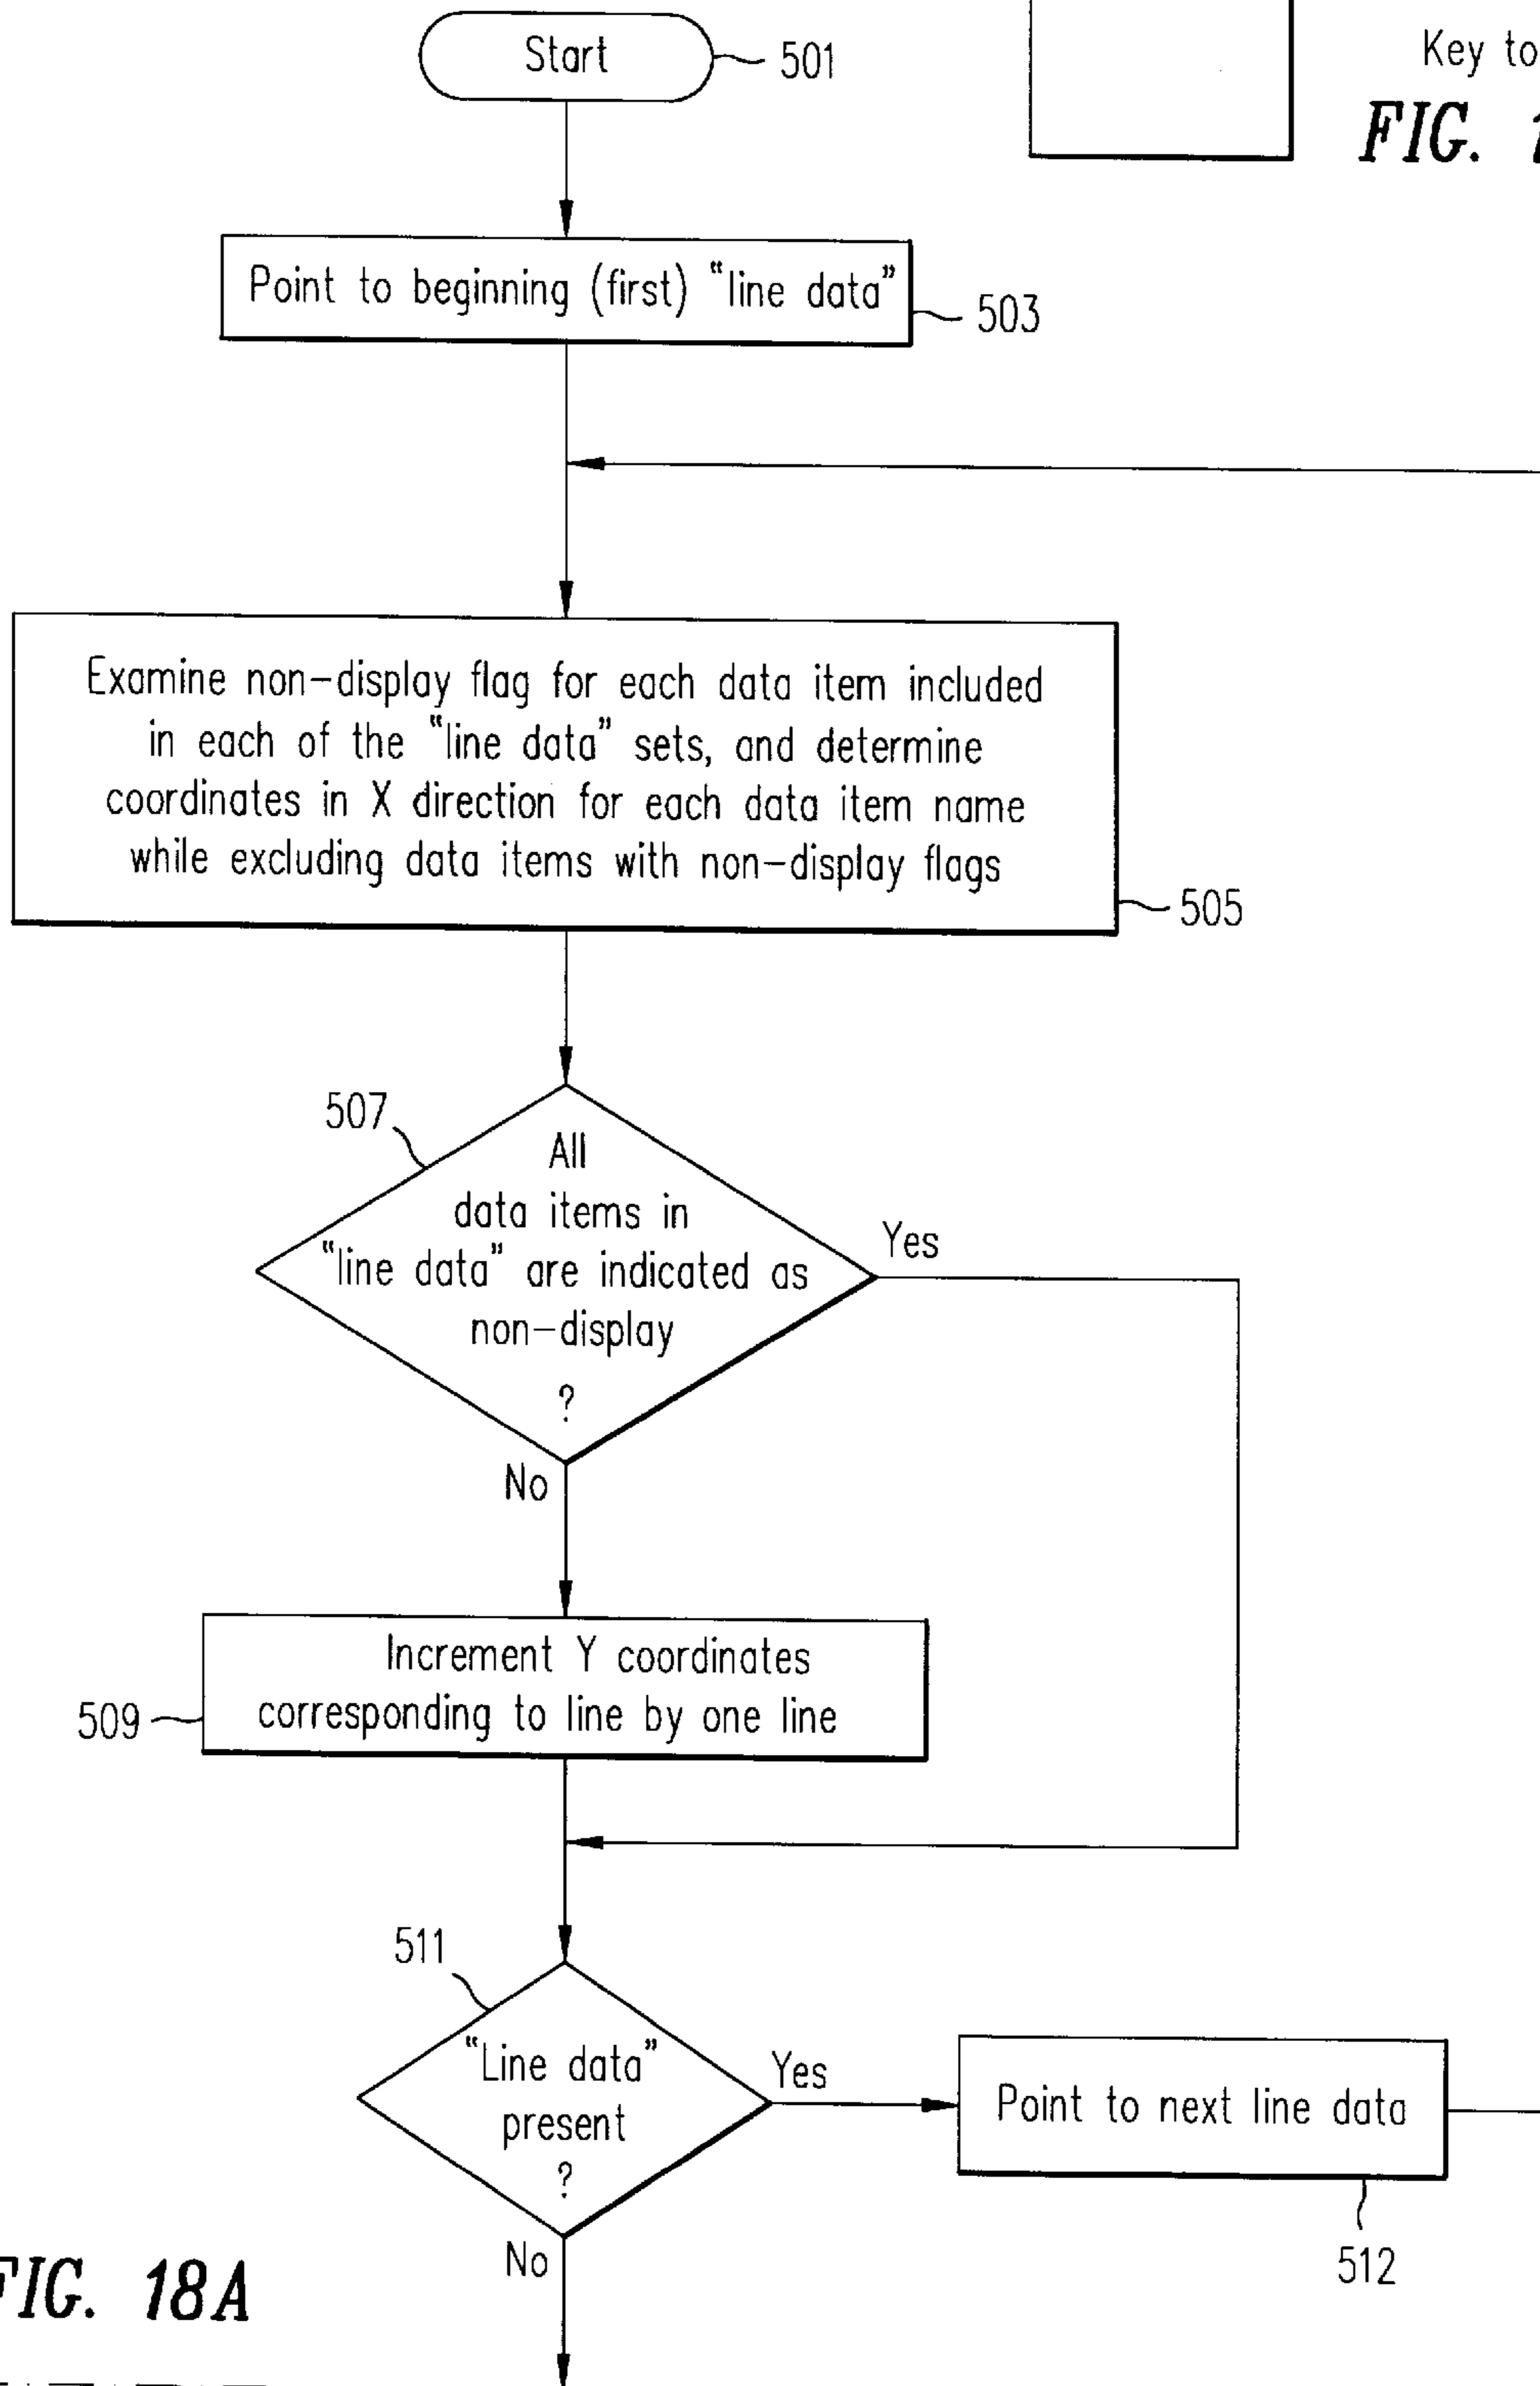 Start
501
Key to
FIG. 1
Point to beginning (first) “line data”
503
Examine non-display flag for each data item included
in each of the “line data” sets, and determine
coordinates in X direction for each data item name
while excluding data items with non-display flags
505
507
All
data items in
“line data” are indicated as
non-display
?
Yes
No
Increment Y coordinates
corresponding to line by one line
509
511
“Line data”
present
?
Yes
Point to next line data
512
No
FIG. 18A